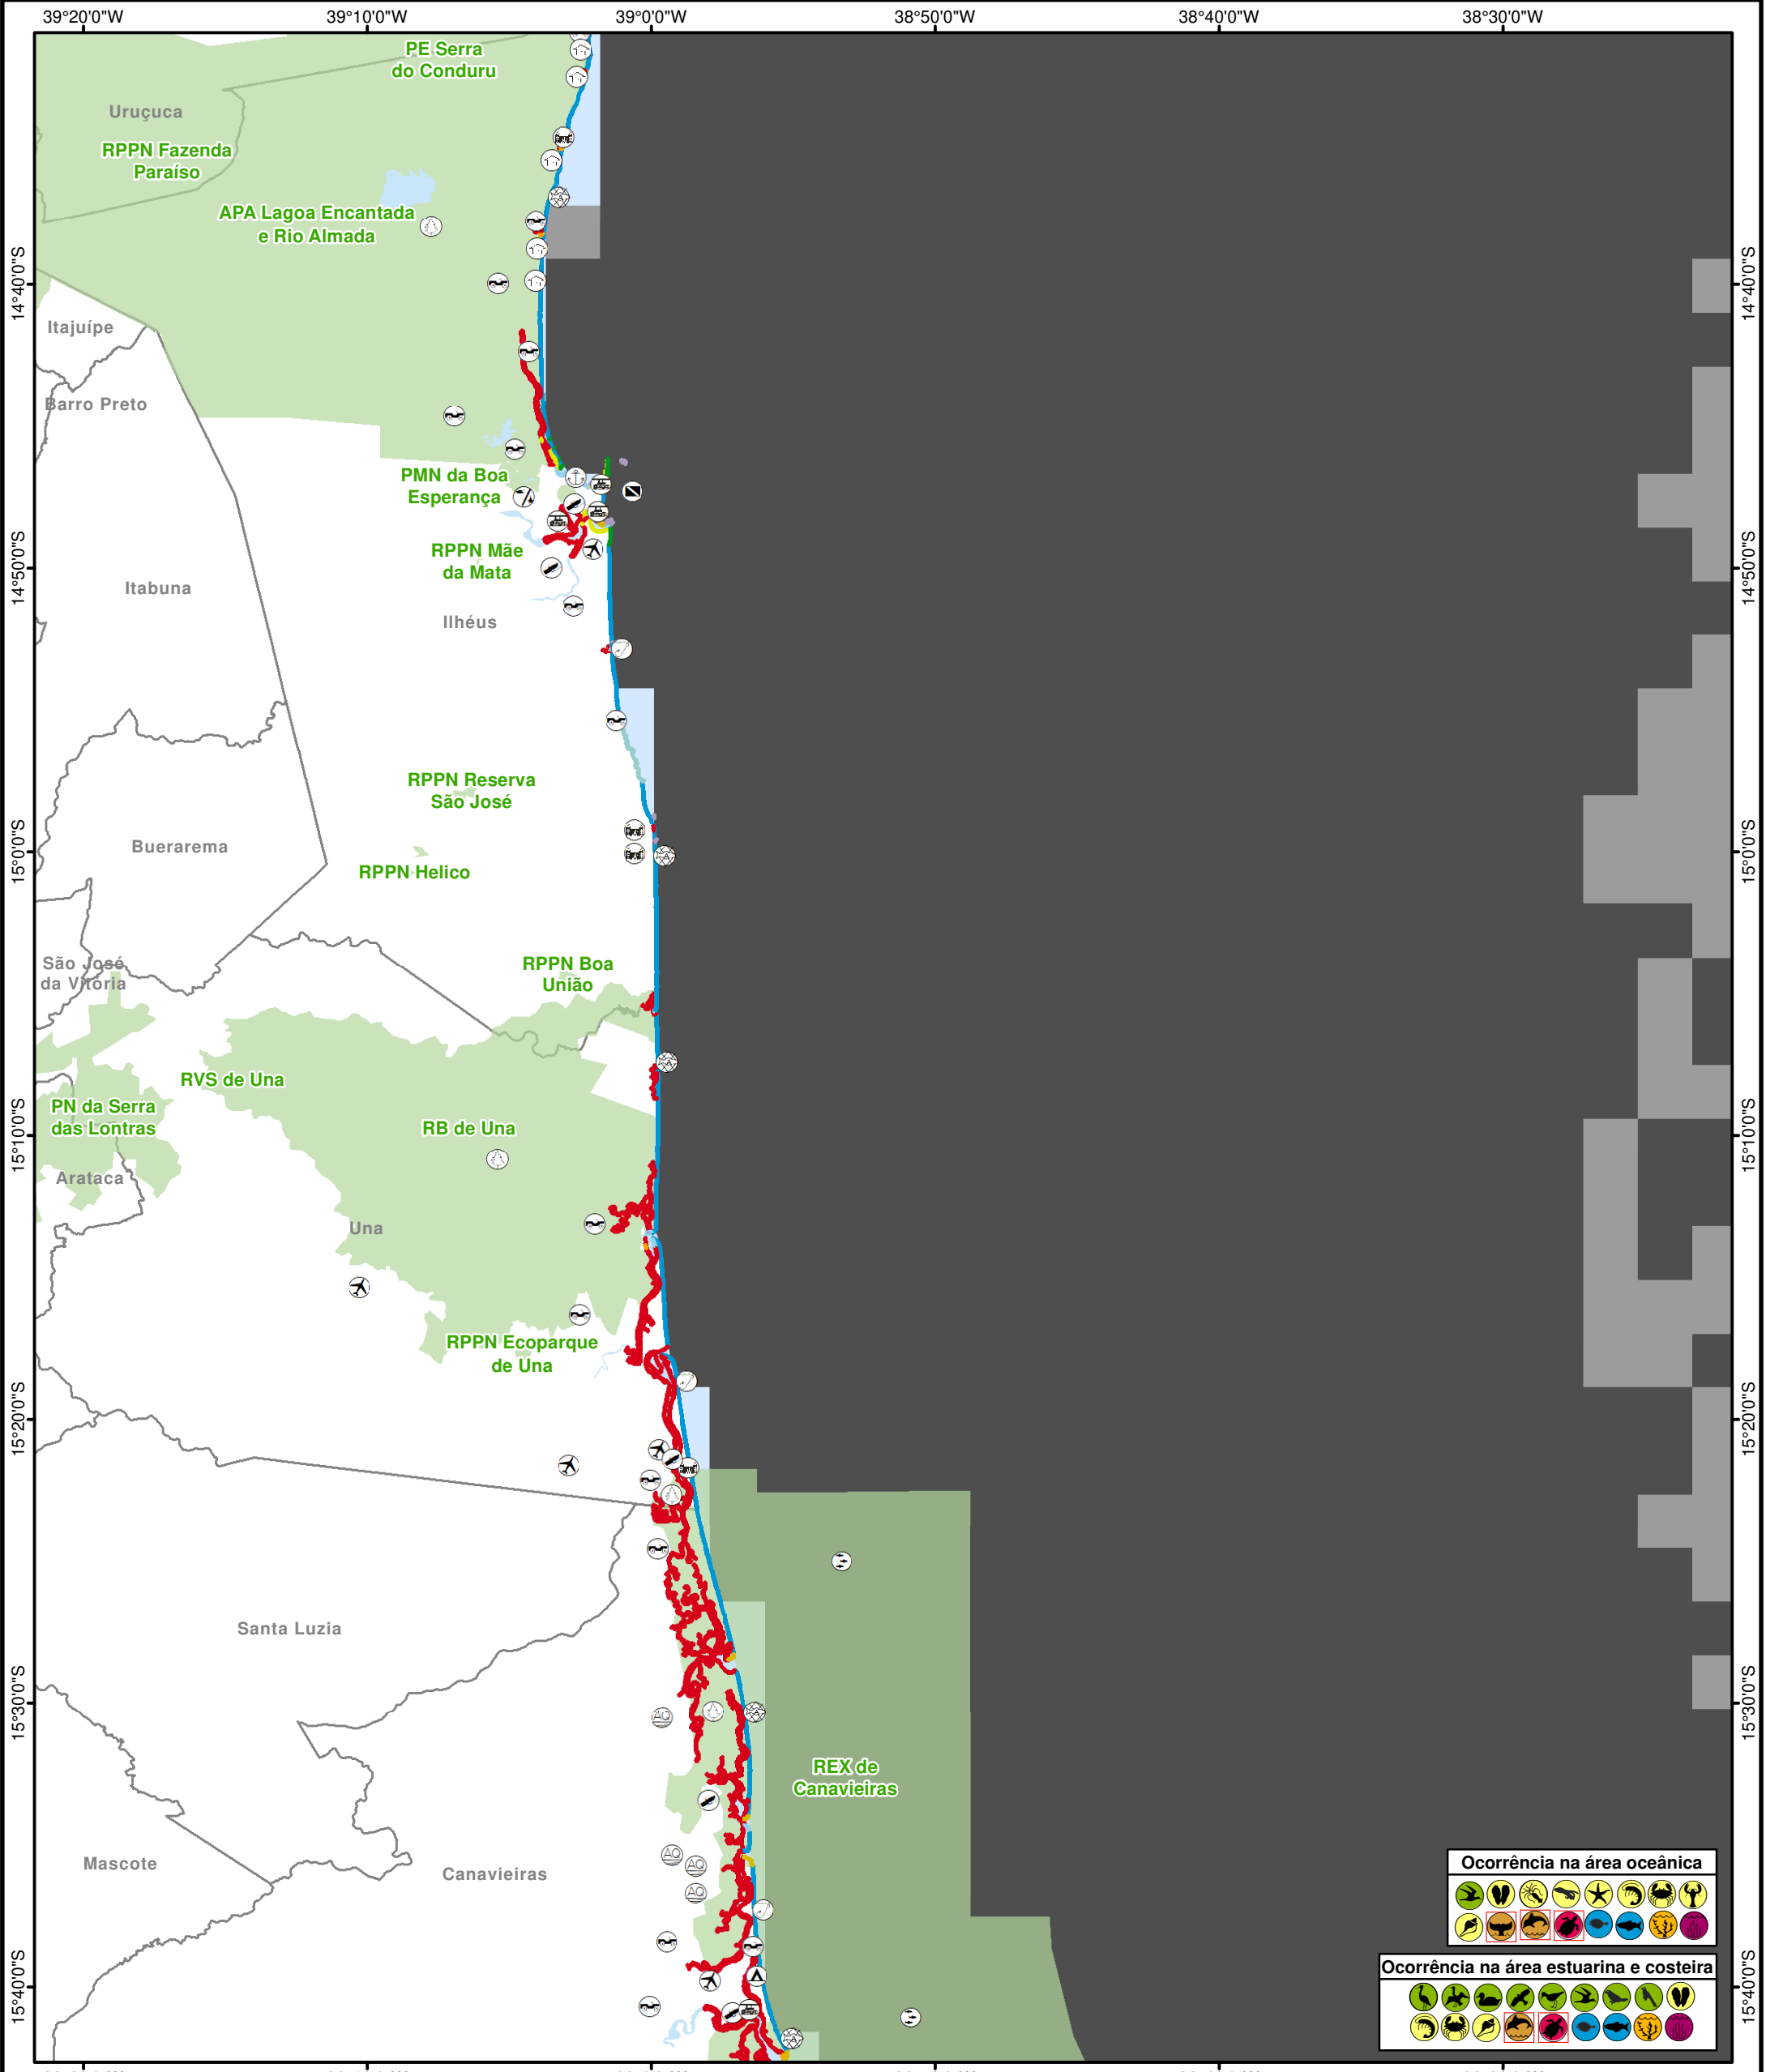 39°20'0"W
39°10'0"W
39°0'0"W
38°50'0"W
38°40'0"W
38°30'0"W
PE Serra
do Conduru
Uruçuca
RPPN Fazenda
Paraíso
APA Lagoa Encantada
e Rio Almada
14°40'0"S
14°40'0"S
Itajuípe
Barro Preto
PMN da Boa
Esperança
RPPN Mãe
da Mata
14°50'0"S
14°50'0"S
Itabuna
Ilhéus
RPPN Reserva
São José
Buerarema
15°0'0"S
15°0'0"S
RPPN Helico
São José
da Vitória
RPPN Boa
União
RVS de Una
PN da Serra
das Lontras
RB de Una
15°10'0"S
15°10'0"S
Arataca
Una
RPPN Ecoparque
de Una
15°20'0"S
15°20'0"S
Santa Luzia
15°30'0"S
15°30'0"S
AQ
REX de
Canavieiras
Mascote
Canavieiras
AQ
AQ
AQ
Ocorrência na área oceânica
Ocorrência na área estuarina e costeira
15°40'0"S
15°40'0"S